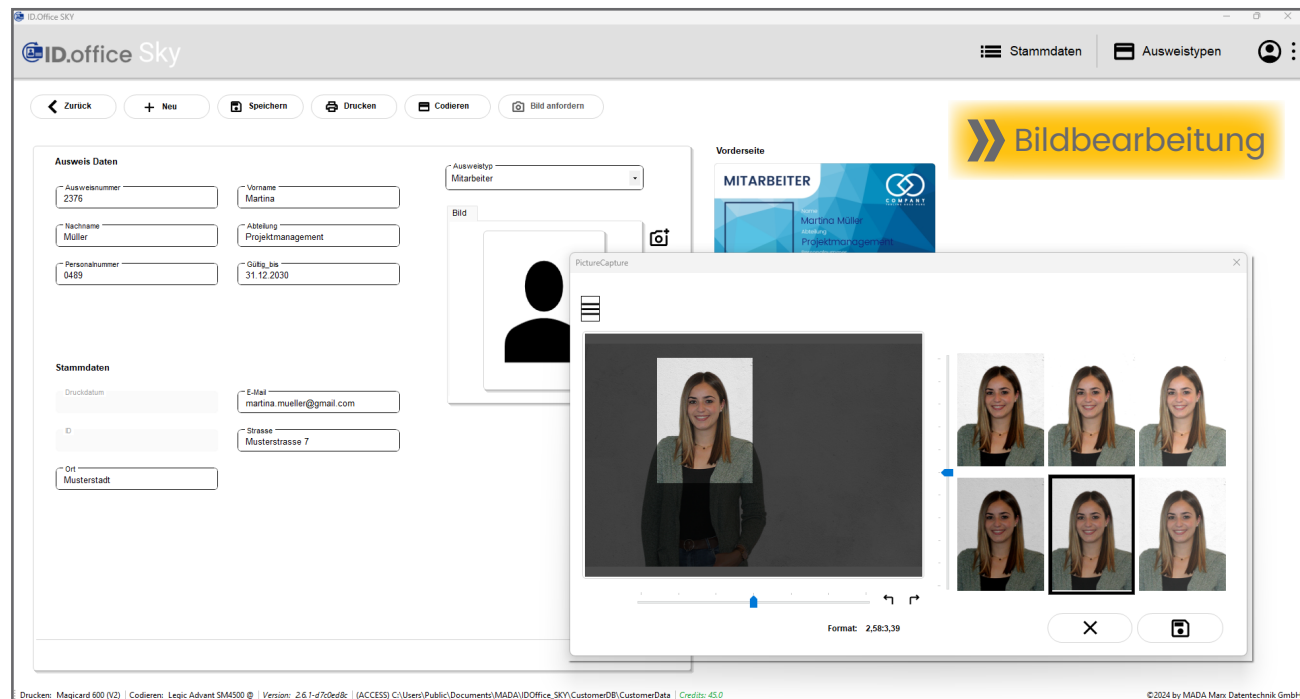 ID.Office SKY
ID.office Sky
Stammdaten
Ausweistypen
Zurück
Neu
Speichern
Drucken
Codieren
Bild anfordern
Bildbearbeitung
Ausweis Daten
Ausweisnummer
2376
Vorname
Martina
Nachname
Müller
Abteilung
Projektmanagement
Personalnummer
0489
Gültig_bis
31.12.2030
Ausweistyp
Mitarbeiter
Bild
Vorderseite
MITARBEITER
COMPANY
Name
Martina Müller
Abteilung
Projektmanagement
Stammdaten
Druckdatum
E-Mail
martina.mueller@gmail.com
ID
Strasse
Musterstrasse 7
Ort
Musterstadt
PictureCapture
Format: 2,58:3,39
Drucken: Magicard 600 (V2) | Codieren: Legic Advant SM4500 @ | Version: 2.6.1-d7c0ed8c | (ACCESS) C:\Users\Public\Documents\MADA\IDOffice_SKY\CustomerDB\CustomerData | Credits: 45.0
©2024 by MADA Marx Datentechnik GmbH